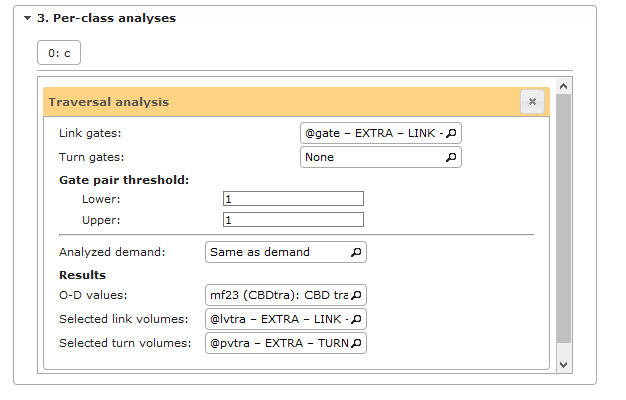 3. Per-class analyses
0: c
Traversal analysis
Link gates: @gate – EXTRA – LINK -
Turn gates: None
Gate pair threshold:
Lower: 1
Upper: 1
Analyzed demand: Same as demand
Results
O-D values: mf23 (CBDtra): CBD tra
Selected link volumes: @lvtra – EXTRA – LINK -
Selected turn volumes: @pvtra – EXTRA – TURN